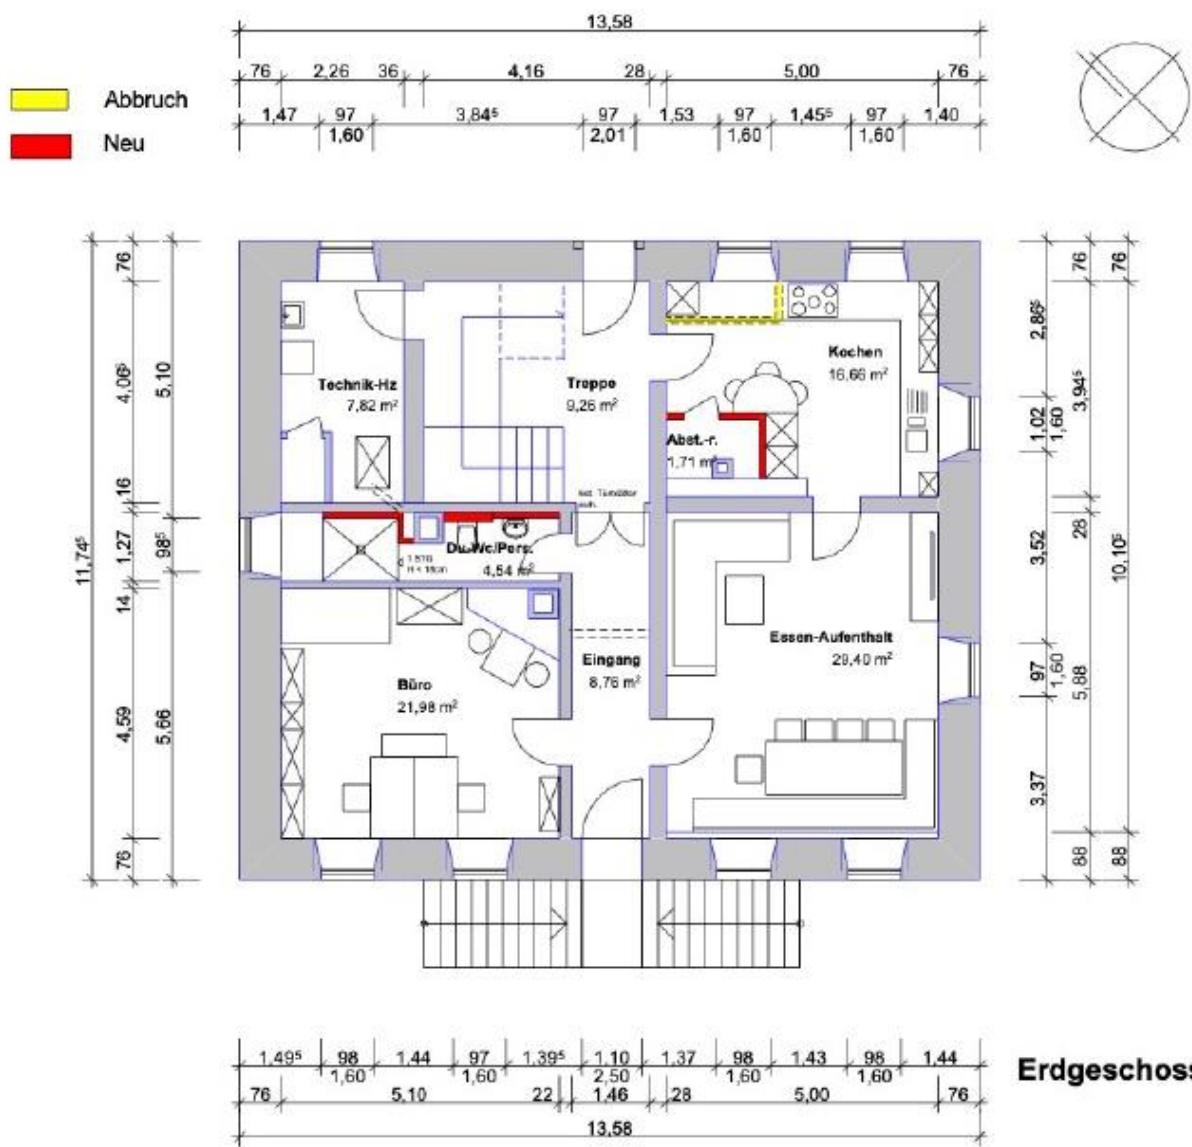 13,58
76 2,26 36 4,16 28 5,00 76
Abbruch
1,47 97 3,84⁵ 97 1,53 97 1,45⁵ 97 1,40
1,60 2,01 1,60 1,60
Neu
76
4,06⁵
16
1,27
14
4,59
76
5,10
98⁵
5,66
11,74⁵
Technik-Hz
7,82 m²
Treppe
9,26 m²
Kochen
16,66 m²
Abst.-r.
1,71 m²
Du-Wc/Pers.
4,54 m²
Eingang
8,76 m²
Essen-Aufenthalt
29,40 m²
Büro
21,98 m²
2,86⁵
1,02
1,60
3,52
97
1,60
3,37
76
3,94⁵
28
5,88
88
76
10,10⁵
88
1,49⁵ 98 1,44 97 1,39⁵ 1,10 1,37 98 1,43 98 1,44
1,60 1,60 2,50 1,60 1,60
76 5,10 22 1,46 28 5,00 76
13,58
Erdgeschoss